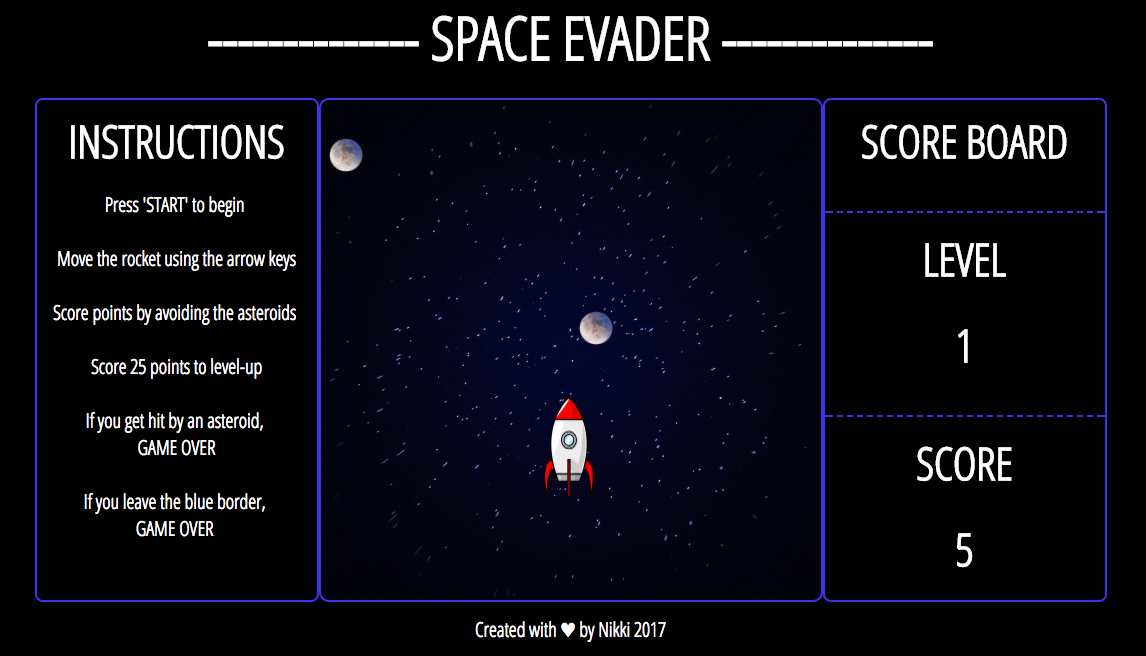 -------------- SPACE EVADER --------------
INSTRUCTIONS
Press 'START' to begin
Move the rocket using the arrow keys
Score points by avoiding the asteroids
Score 25 points to level-up
If you get hit by an asteroid,
GAME OVER
If you leave the blue border,
GAME OVER
SCORE BOARD
LEVEL
1
SCORE
5
Created with ♥ by Nikki 2017